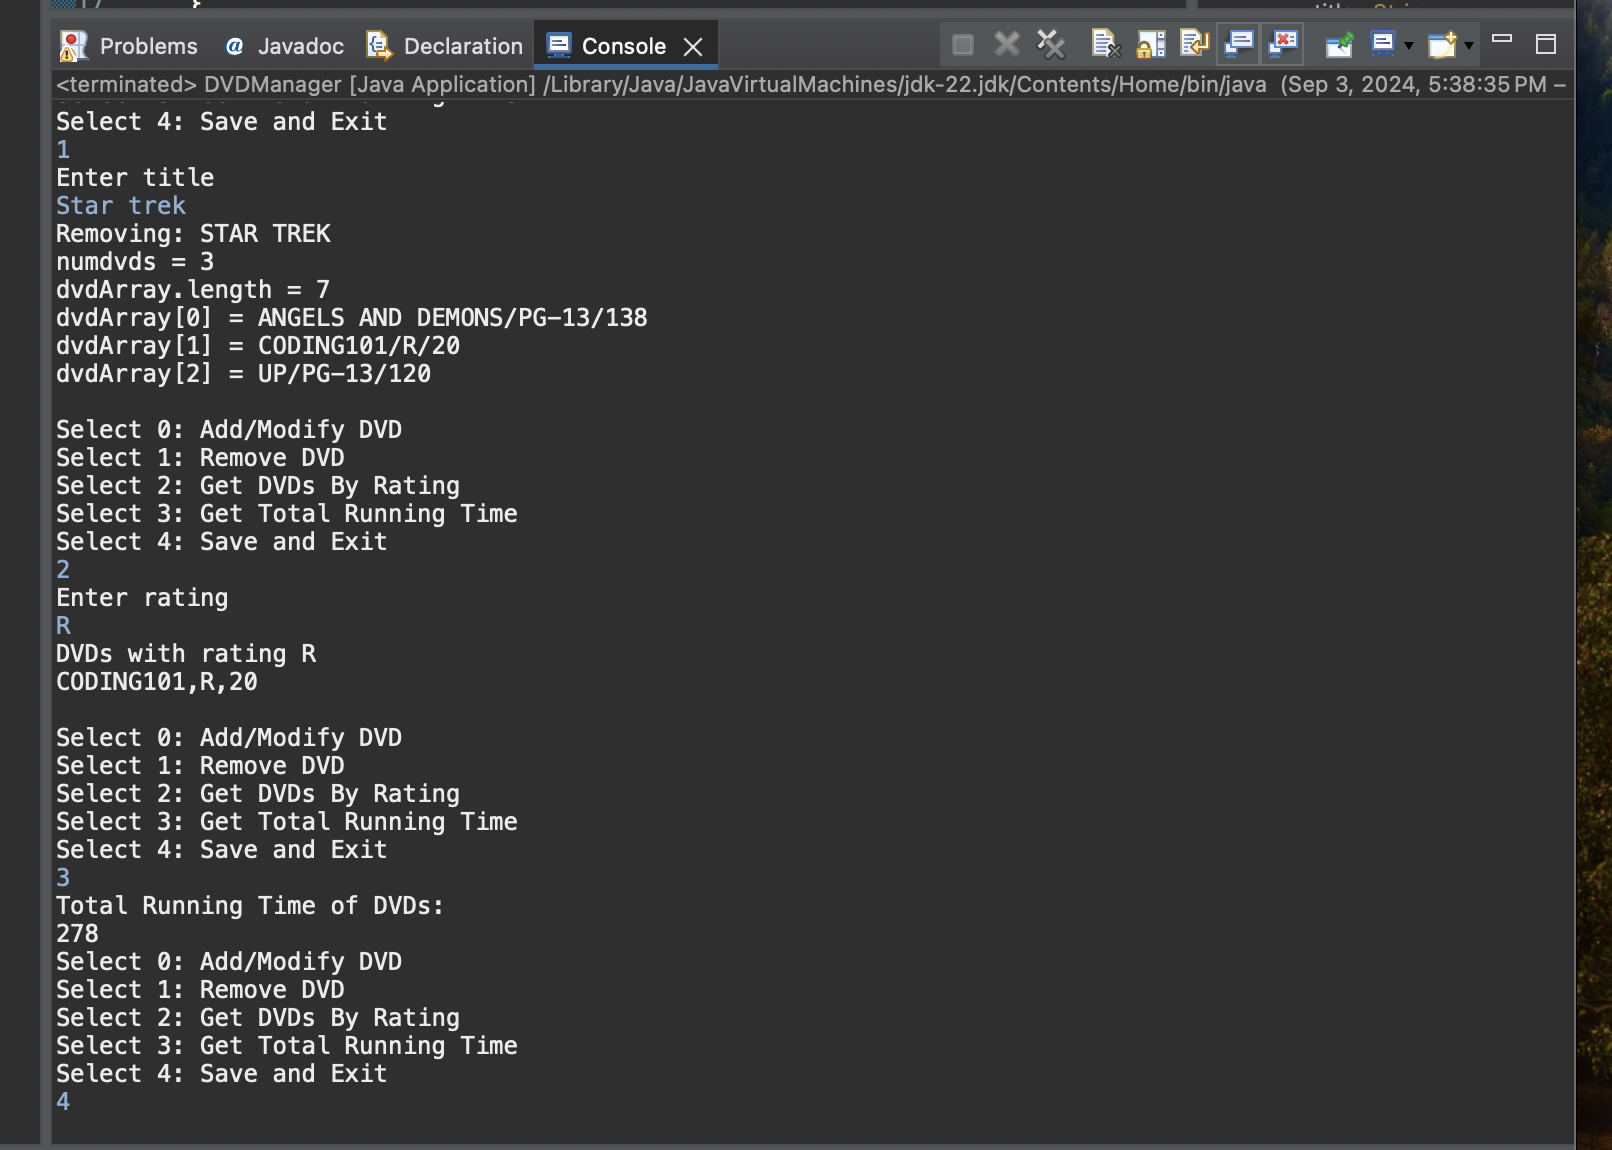 Problems Javadoc Declaration Console
<terminated> DVDManager [Java Application] /Library/Java/JavaVirtualMachines/jdk-22.jdk/Contents/Home/bin/java (Sep 3, 2024, 5:38:35 PM –
Select 4: Save and Exit
1
Enter title
Star trek
Removing: STAR TREK
numdvds = 3
dvdArray.length = 7
dvdArray[0] = ANGELS AND DEMONS/PG-13/138
dvdArray[1] = CODING101/R/20
dvdArray[2] = UP/PG-13/120
Select 0: Add/Modify DVD
Select 1: Remove DVD
Select 2: Get DVDs By Rating
Select 3: Get Total Running Time
Select 4: Save and Exit
2
Enter rating
R
DVDs with rating R
CODING101,R,20
Select 0: Add/Modify DVD
Select 1: Remove DVD
Select 2: Get DVDs By Rating
Select 3: Get Total Running Time
Select 4: Save and Exit
3
Total Running Time of DVDs:
278
Select 0: Add/Modify DVD
Select 1: Remove DVD
Select 2: Get DVDs By Rating
Select 3: Get Total Running Time
Select 4: Save and Exit
4